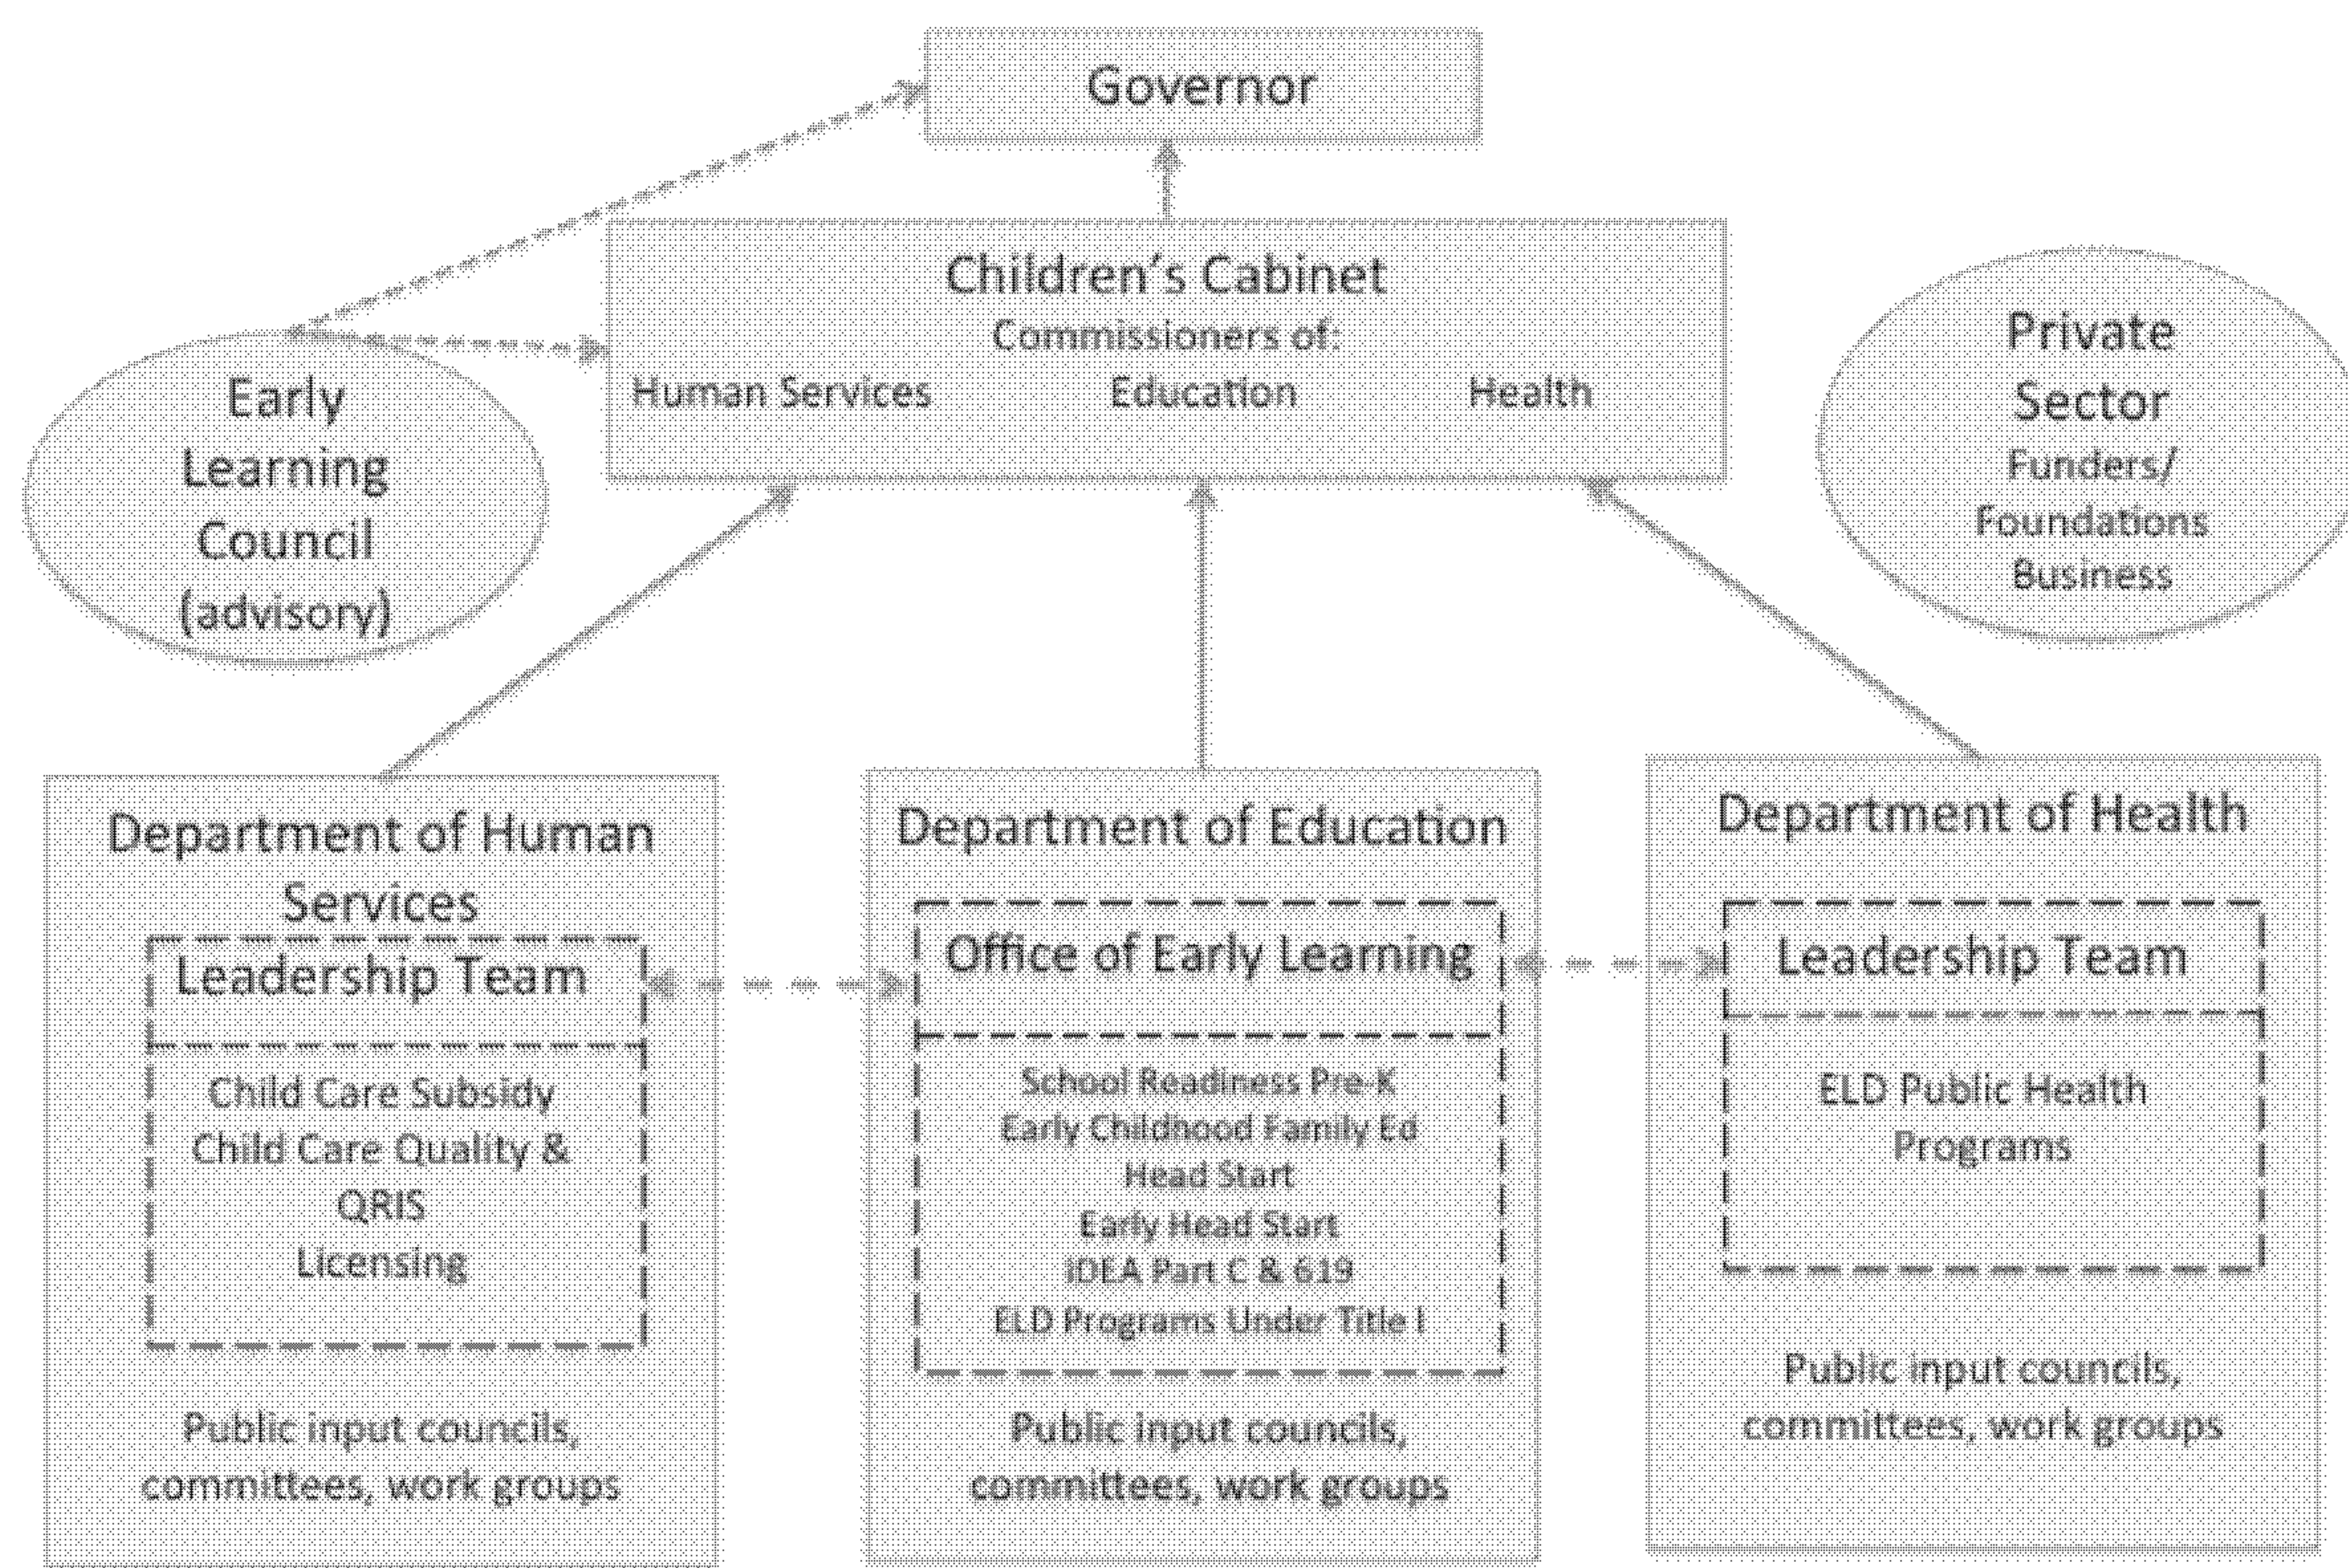 Governor
Children's Cabinet
Commissioners of:
Human Services Education Health
Early
Learning
Council
(advisory)
Private
Sector
Funders/
Foundations
Business
Department of Human
Services
Leadership Team
Child Care Subsidy
Child Care Quality &
QRIS
Licensing
Public input councils,
committees, work groups
Department of Education
Office of Early Learning
School Readiness Pre-K
Early Childhood Family Ed
Head Start
Early Head Start
IDEA Part C & 619
ELD Programs Under Title I
Public input councils,
committees, work groups
Department of Health
Leadership Team
ELD Public Health
Programs
Public input councils,
committees, work groups